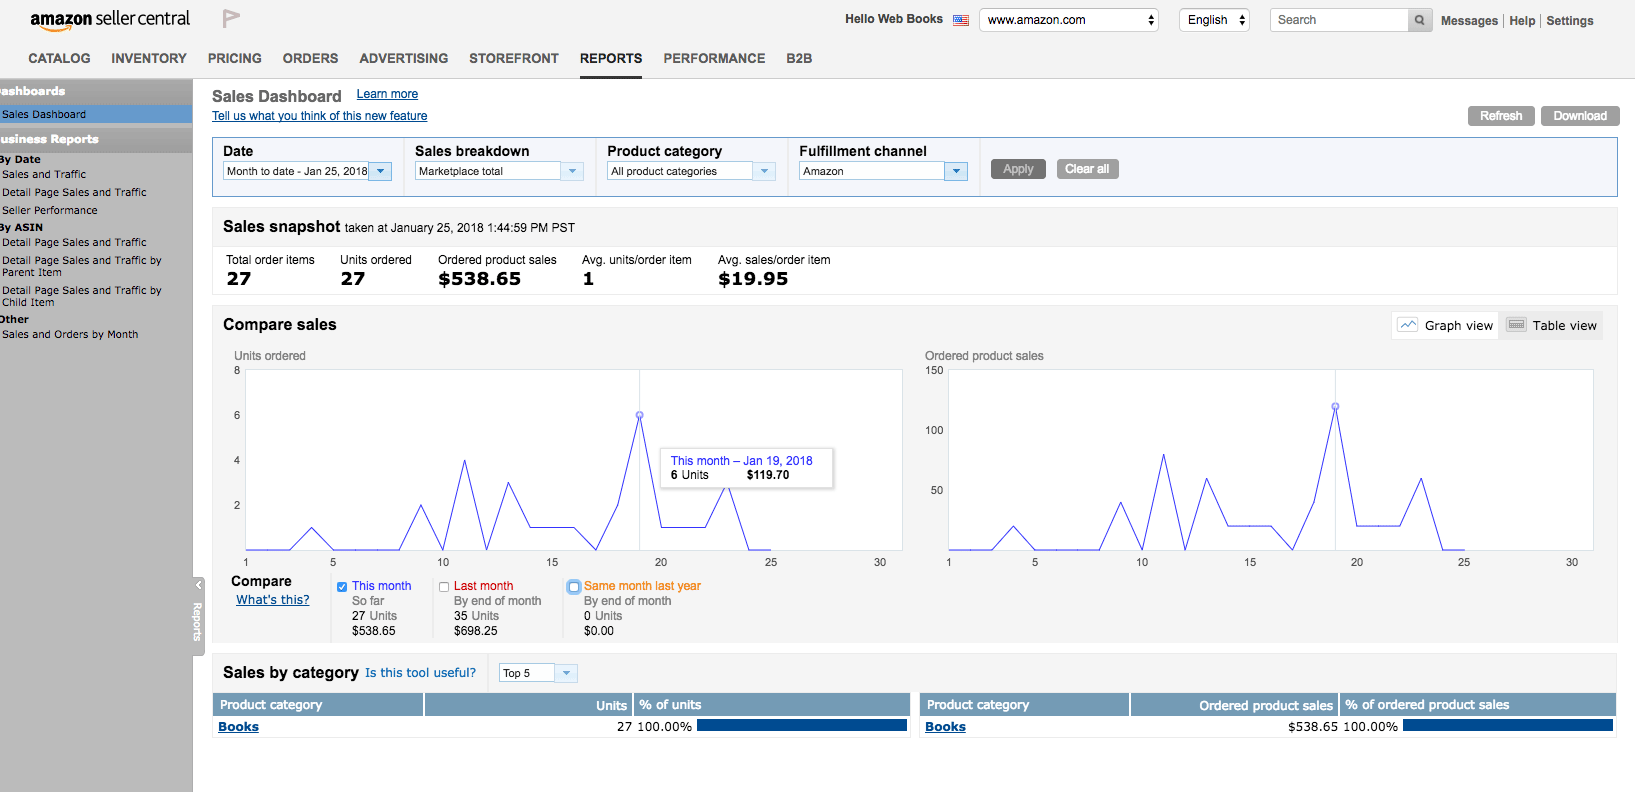 amazon seller central
Hello Web Books
www.amazon.com
English
Search
Messages | Help | Settings
CATALOG INVENTORY PRICING ORDERS ADVERTISING STOREFRONT REPORTS PERFORMANCE B2B
ashboards
Sales Dashboard
usiness Reports
By Date
Sales and Traffic
Detail Page Sales and Traffic
Seller Performance
By ASIN
Detail Page Sales and Traffic
Detail Page Sales and Traffic by
Parent Item
Detail Page Sales and Traffic by
Child Item
Other
Sales and Orders by Month
Reports
Sales Dashboard Learn more
Tell us what you think of this new feature
Refresh Download
Date
Month to date - Jan 25, 2018
Sales breakdown
Marketplace total
Product category
All product categories
Fulfillment channel
Amazon
Apply Clear all
Sales snapshot taken at January 25, 2018 1:44:59 PM PST
Total order items Units ordered Ordered product sales Avg. units/order item Avg. sales/order item
27 27 $538.65 1 $19.95
Compare sales
Graph view Table view
Units ordered
8
6
4
2
1 5 10 15 20 25 30
This month – Jan 19, 2018
6 Units $119.70
Ordered product sales
150
100
50
1 5 10 15 20 25 30
Compare
What's this?
This month
So far
27 Units
$538.65
Last month
By end of month
35 Units
$698.25
Same month last year
By end of month
0 Units
$0.00
Sales by category Is this tool useful? Top 5
Product category Units % of units
Books 27 100.00%
Product category Ordered product sales % of ordered product sales
Books $538.65 100.00%